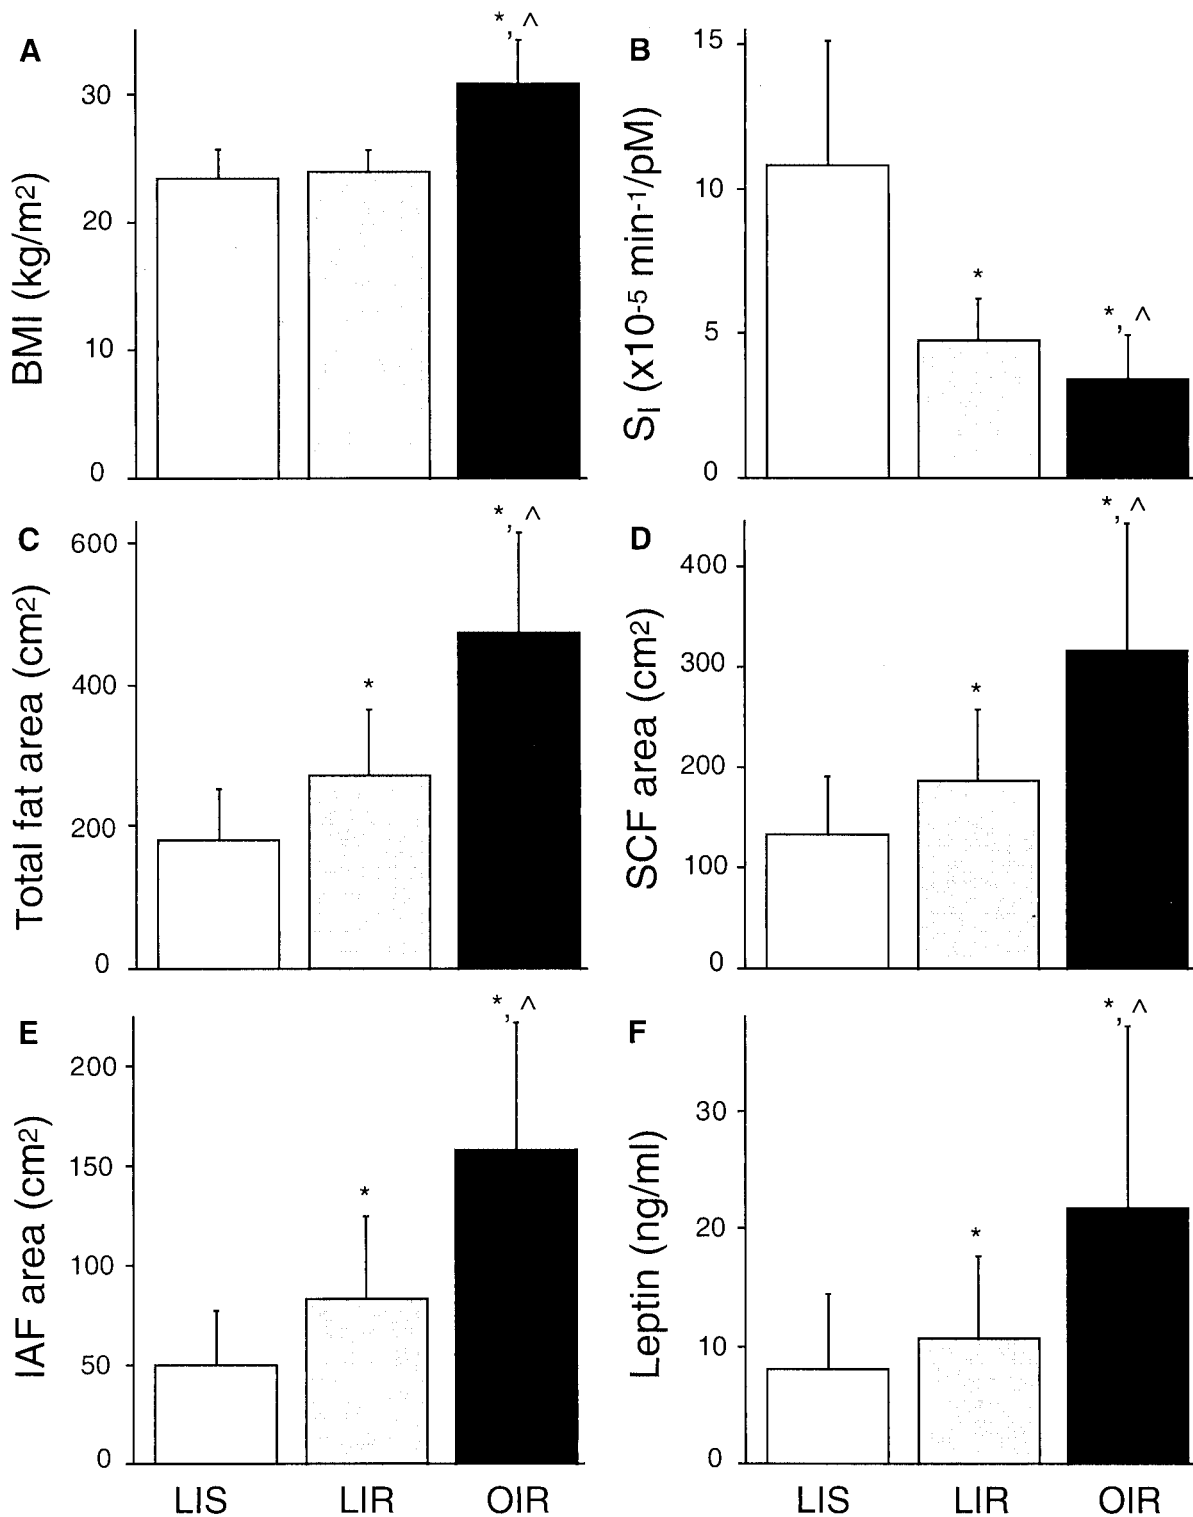 A
BMI (kg/m2)
30
20
10
0
*, ^
B
SI (x10-5 min-1/pM)
15
10
5
0
*
*, ^
C
Total fat area (cm2)
600
400
200
0
*
*, ^
D
SCF area (cm2)
400
300
200
100
0
*
*, ^
E
IAF area (cm2)
200
150
100
50
0
*
*, ^
LIS LIR OIR
F
Leptin (ng/ml)
30
20
10
0
*
*, ^
LIS LIR OIR